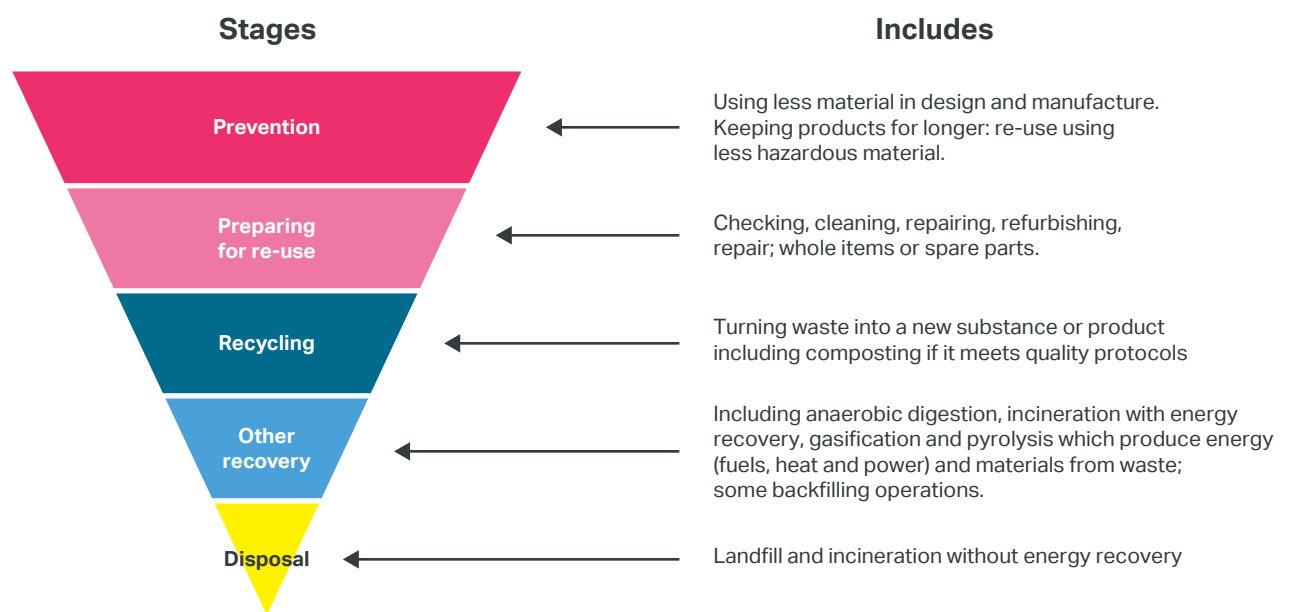 Stages
Includes
Prevention
Using less material in design and manufacture.
Keeping products for longer: re-use using
less hazardous material.
Preparing
for re-use
Checking, cleaning, repairing, refurbishing,
repair; whole items or spare parts.
Recycling
Turning waste into a new substance or product
including composting if it meets quality protocols
Other
recovery
Including anaerobic digestion, incineration with energy
recovery, gasification and pyrolysis which produce energy
(fuels, heat and power) and materials from waste;
some backfilling operations.
Disposal
Landfill and incineration without energy recovery